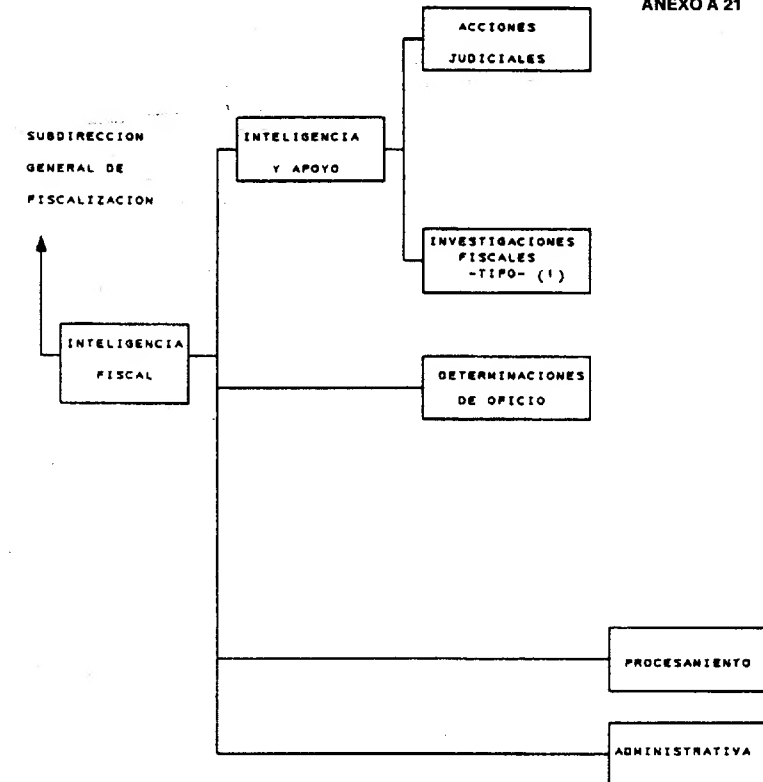 ANEXO A 21
ACCIONES
JUDICIALES
SUBDIRECCION
GENERAL DE
FISCALIZACION
INTELIGENCIA
Y APOYO
INVESTIGACIONES
FISCALES
-TIPO- (1)
INTELIGENCIA
FISCAL
DETERMINACIONES
DE OFICIO
PROCESAMIENTO
ADMINISTRATIVA